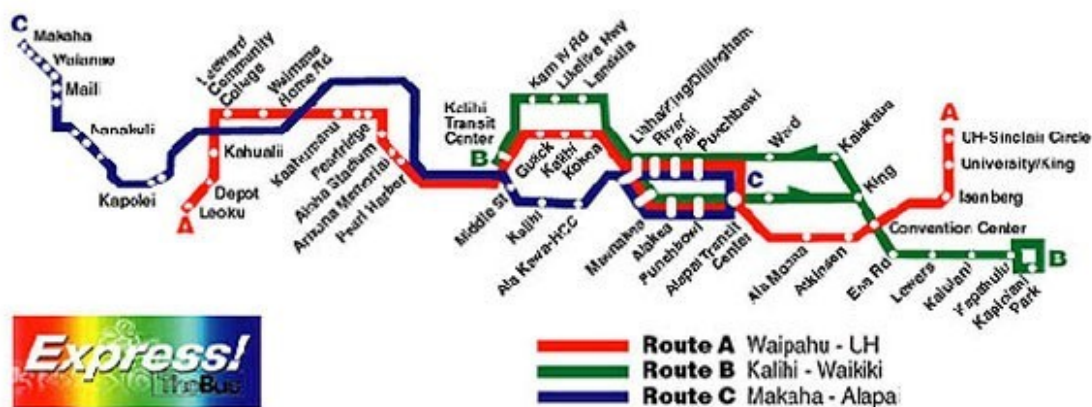 C
Makaha
Waianae
Maili
Nanakuli
Kapolei
A
Leoku
Depot
Kahualii
Leeward
Community
College
Waimano
Home Rd
Kaahumanu
Pearlridge
Aloha Stadium
Arizona Memorial
Pearl Harbor
Middle St
Kalihi
Transit
Center
B
Kam IV Rd
Likelike Hwy
Lanakila
Gulick
Kalihi
Kokea
Kalihi
Ala Kawa-HCC
Liliha/King/Dillingham
River
Pali
Punchbowl
Maunakea
Alakea
Punchbowl
Alapai Transit
Center
C
Ward
Kalakaua
King
Ala Moana
Atkinson
Convention Center
Ena Rd
Lewers
Kaiulani
Kapahulu
Kapiolani
Park
B
A
UH-Sinclair Circle
University/King
Isenberg
Express!
TheBus
Route A Waipahu - UH
Route B Kalihi - Waikiki
Route C Makaha - Alapai